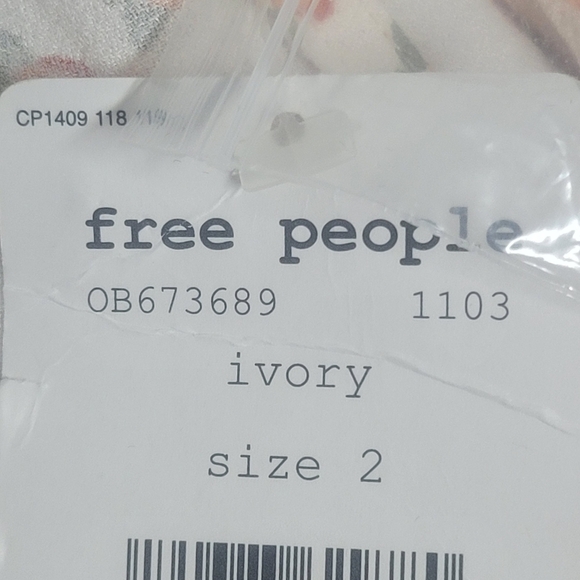 CP1409 118
free people
OB673689 1103
ivory
size 2